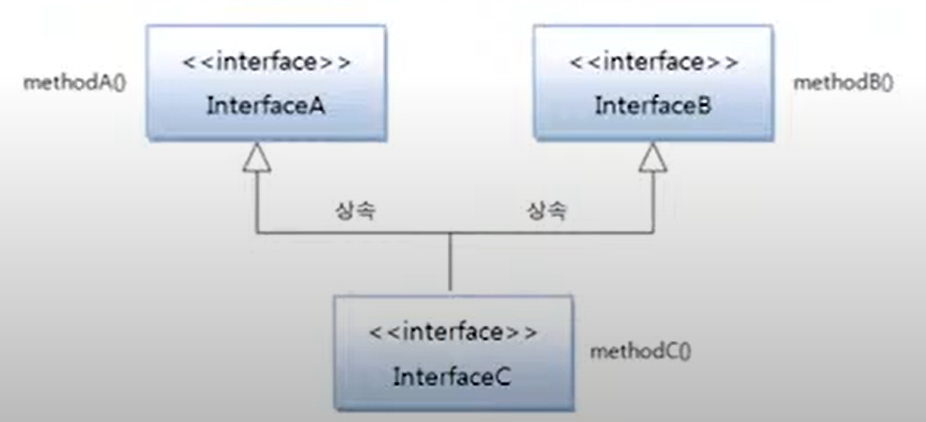 <<interface>>
InterfaceA
methodA()
<<interface>>
InterfaceB
methodB()
상속
상속
<<interface>>
InterfaceC
methodC()